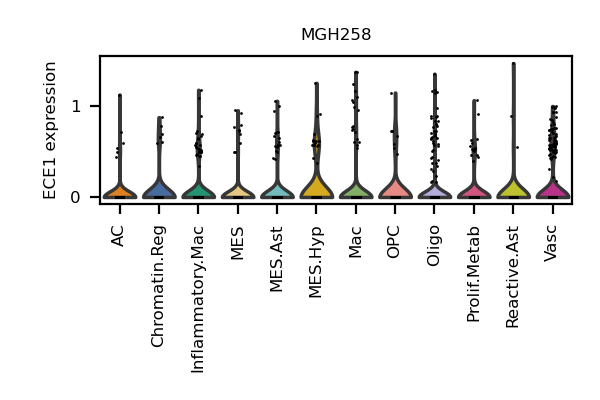 MGH258
ECE1 expression
1
0
AC
Chromatin.Reg
Inflammatory.Mac
MES
MES.Ast
MES.Hyp
Mac
OPC
Oligo
Prolif.Metab
Reactive.Ast
Vasc